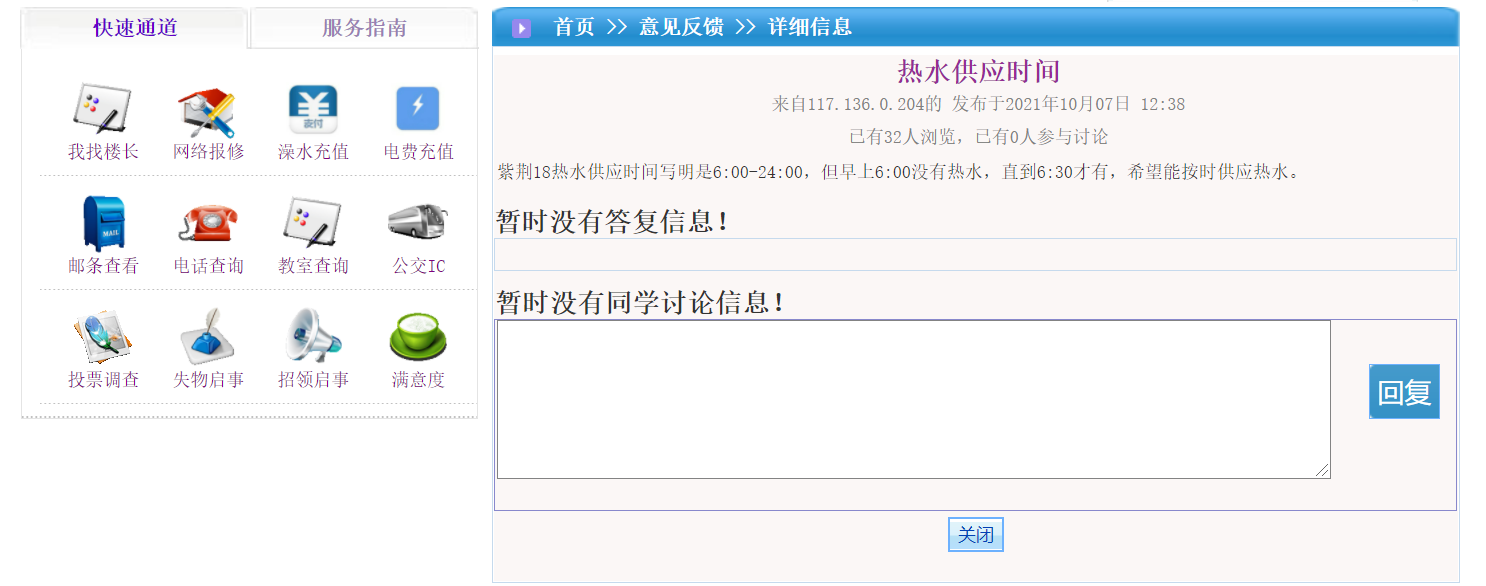 快速通道 服务指南
我找楼长 网络报修 澡水充值 电费充值
支付
邮条查看 电话查询 教室查询 公交IC
MAIL
投票调查 失物启事 招领启事 满意度
首页 >> 意见反馈 >> 详细信息
热水供应时间
来自117.136.0.204的 发布于2021年10月07日 12:38
已有32人浏览，已有0人参与讨论
紫荆18热水供应时间写明是6:00-24:00，但早上6:00没有热水，直到6:30才有，希望能按时供应热水。
暂时没有答复信息！
暂时没有同学讨论信息！
回复
关闭